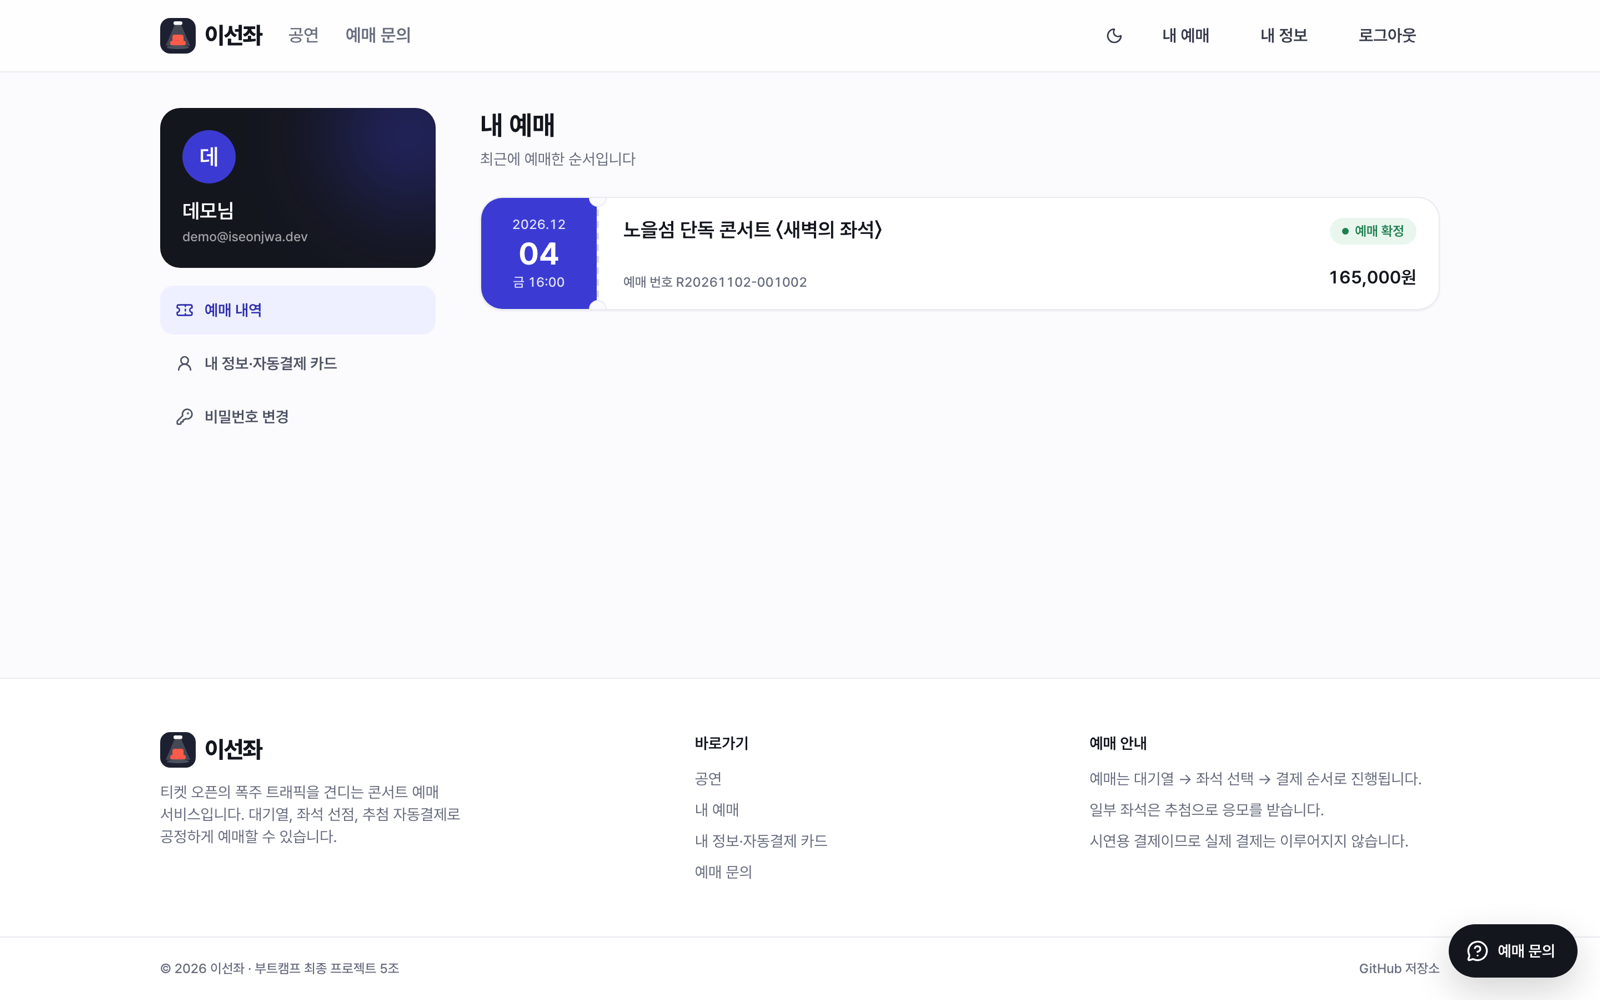 이선좌
공연
예매 문의
내 예매
내 정보
로그아웃
데
데모님
demo@iseonjwa.dev
예매 내역
내 정보·자동결제 카드
비밀번호 변경
내 예매
최근에 예매한 순서입니다
2026.12
04
금 16:00
노을섬 단독 콘서트 〈새벽의 좌석〉
예매 번호 R20261102-001002
예매 확정
165,000원
이선좌
티켓 오픈의 폭주 트래픽을 견디는 콘서트 예매
서비스입니다. 대기열, 좌석 선점, 추첨 자동결제로
공정하게 예매할 수 있습니다.
바로가기
공연
내 예매
내 정보·자동결제 카드
예매 문의
예매 안내
예매는 대기열 → 좌석 선택 → 결제 순서로 진행됩니다.
일부 좌석은 추첨으로 응모를 받습니다.
시연용 결제이므로 실제 결제는 이루어지지 않습니다.
© 2026 이선좌 · 부트캠프 최종 프로젝트 5조
GitHub 저장소
예매 문의